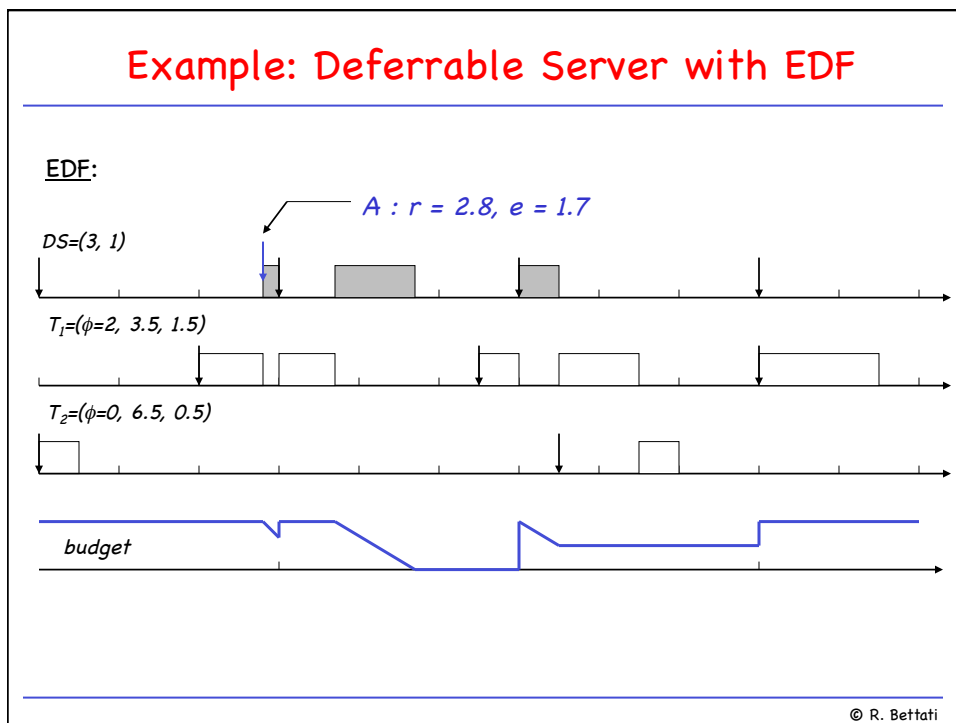 Example: Deferrable Server with EDF
EDF:
A : r = 2.8, e = 1.7
DS=(3, 1)
T₁=(ϕ=2, 3.5, 1.5)
T₂=(ϕ=0, 6.5, 0.5)
budget
© R. Bettati